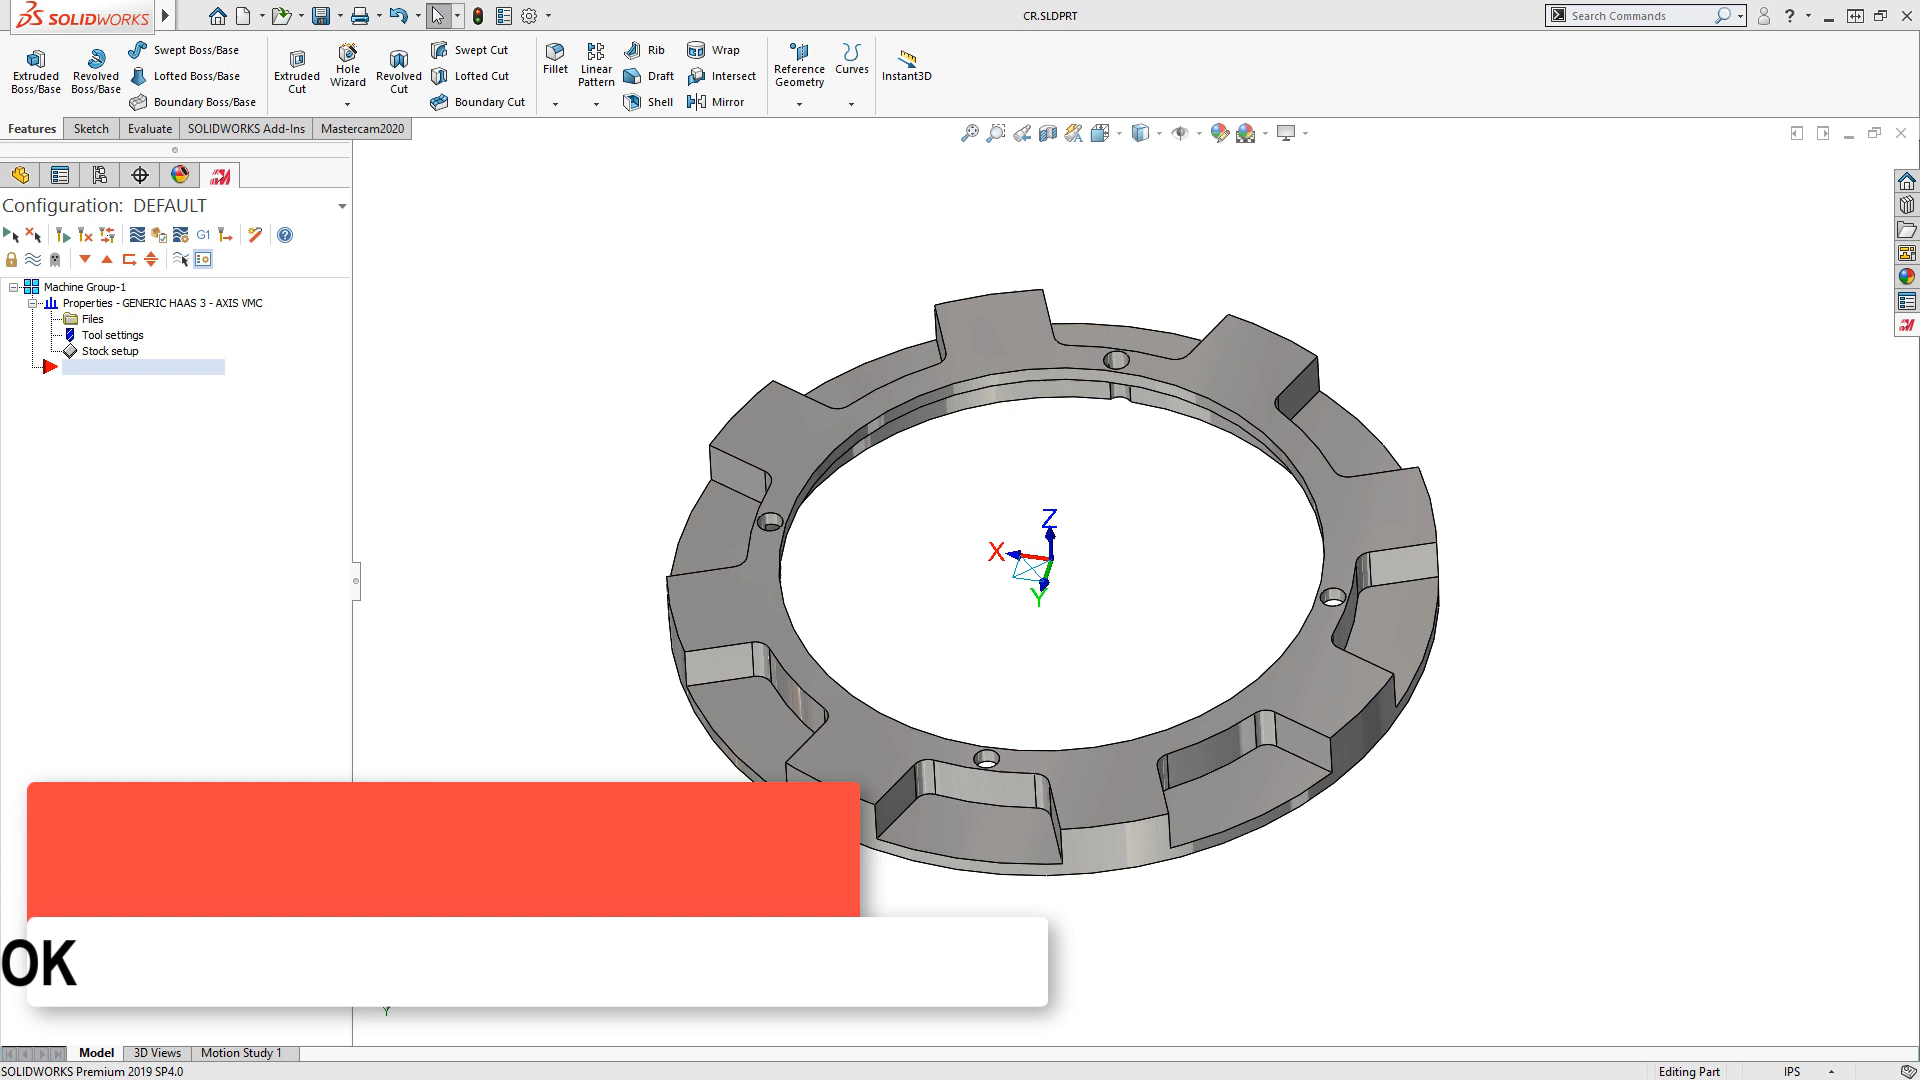 SOLIDWORKS
CR.SLDPRT
Search Commands
Extruded Boss/Base
Revolved Boss/Base
Swept Boss/Base
Lofted Boss/Base
Boundary Boss/Base
Extruded Cut
Hole Wizard
Revolved Cut
Swept Cut
Lofted Cut
Boundary Cut
Fillet
Linear Pattern
Rib
Draft
Shell
Wrap
Intersect
Mirror
Reference Geometry
Curves
Instant3D
Features
Sketch
Evaluate
SOLIDWORKS Add-Ins
Mastercam2020
Configuration: DEFAULT
G1
Machine Group-1
Properties - GENERIC HAAS 3 - AXIS VMC
Files
Tool settings
Stock setup
Z
X
Y
OK
Y
Model
3D Views
Motion Study 1
SOLIDWORKS Premium 2019 SP4.0
Editing Part
IPS